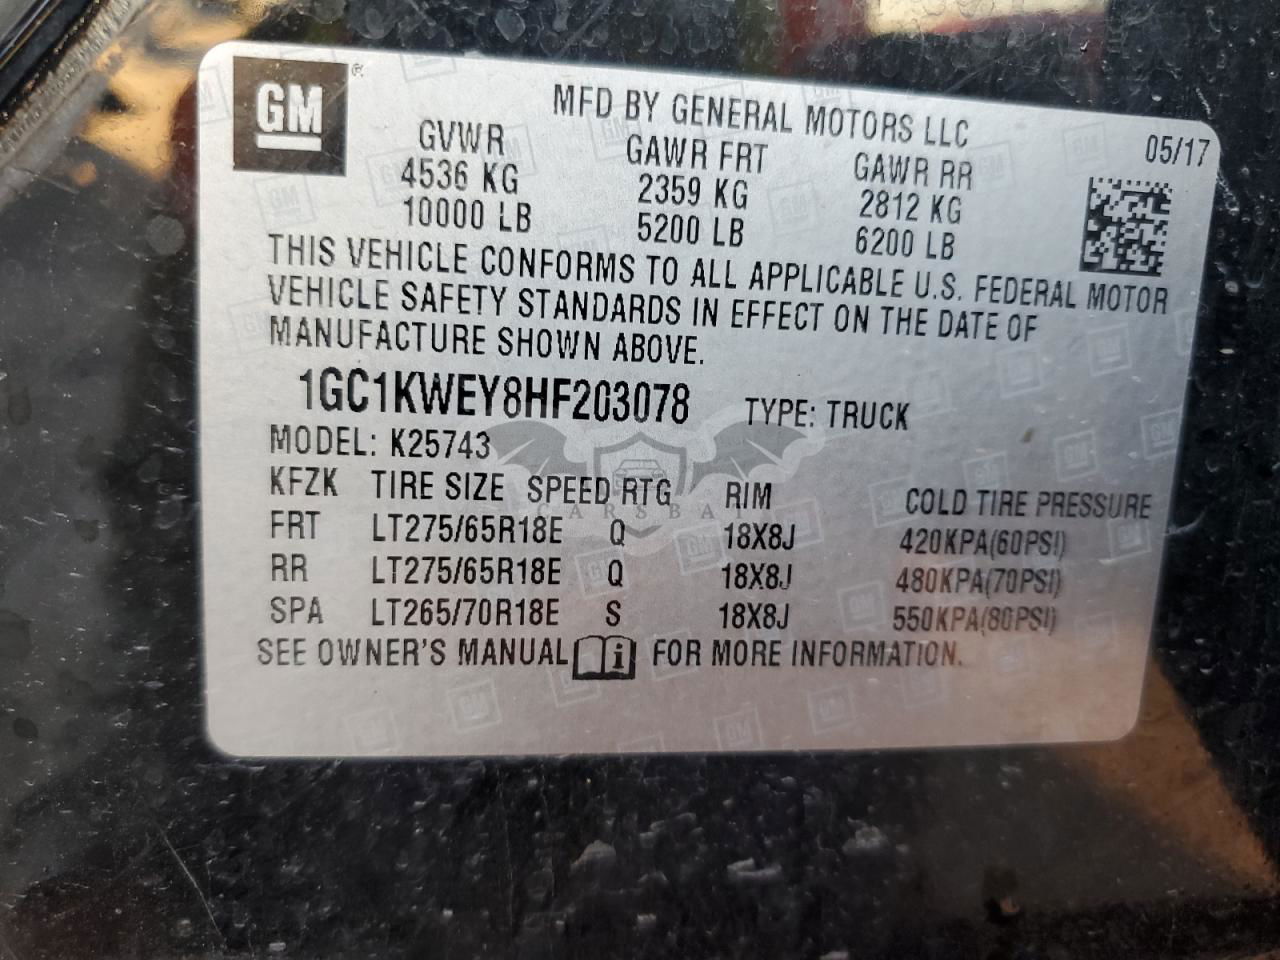 GM ®
MFD BY GENERAL MOTORS LLC
05/17
GVWR GAWR FRT GAWR RR
4536 KG 2359 KG 2812 KG
10000 LB 5200 LB 6200 LB
THIS VEHICLE CONFORMS TO ALL APPLICABLE U.S. FEDERAL MOTOR
VEHICLE SAFETY STANDARDS IN EFFECT ON THE DATE OF
MANUFACTURE SHOWN ABOVE.
1GC1KWEY8HF203078 TYPE: TRUCK
MODEL: K25743
KFZK TIRE SIZE SPEED RTG RIM COLD TIRE PRESSURE
CARSBAT
FRT LT275/65R18E Q 18X8J 420KPA(60PSI)
RR LT275/65R18E Q 18X8J 480KPA(70PSI)
SPA LT265/70R18E S 18X8J 550KPA(80PSI)
SEE OWNER'S MANUAL i FOR MORE INFORMATION.